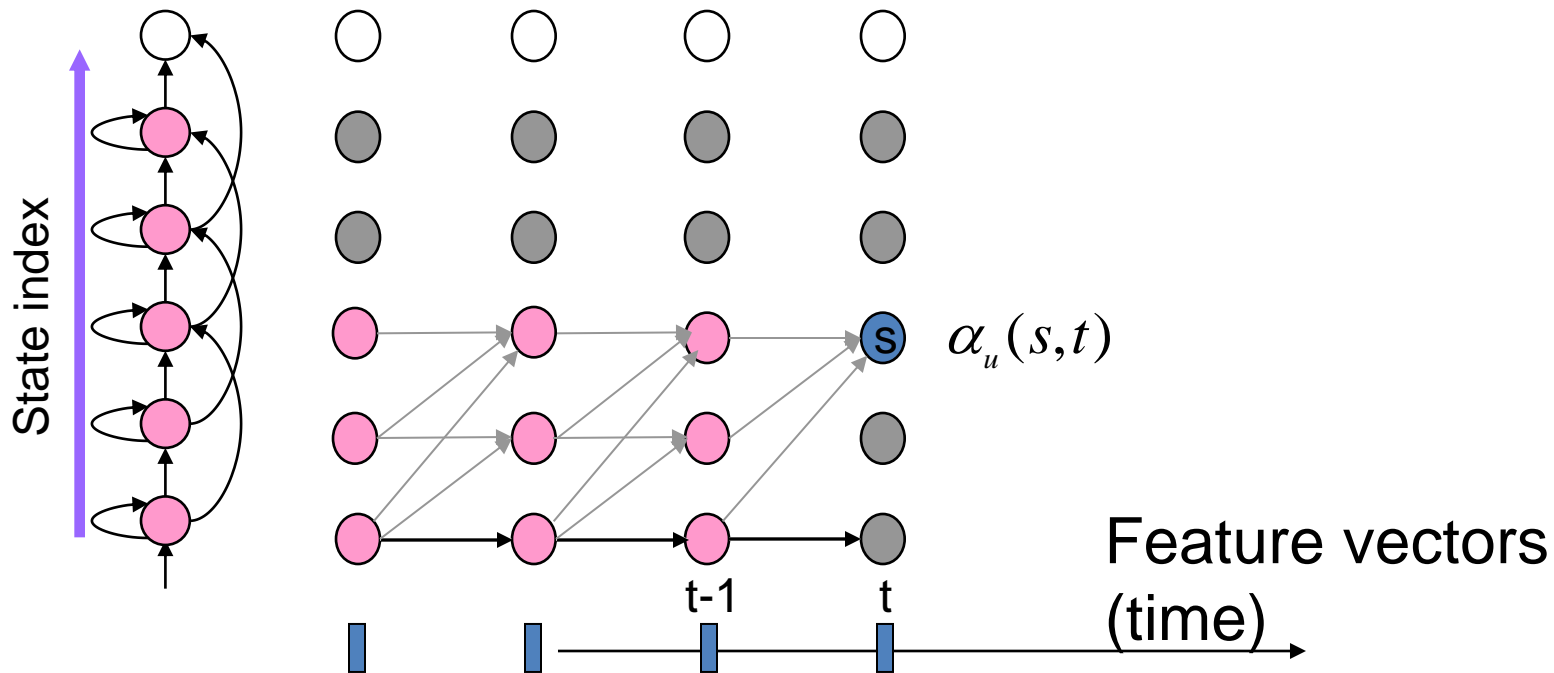 State index
s
α_u(s,t)
t-1
t
Feature vectors
(time)